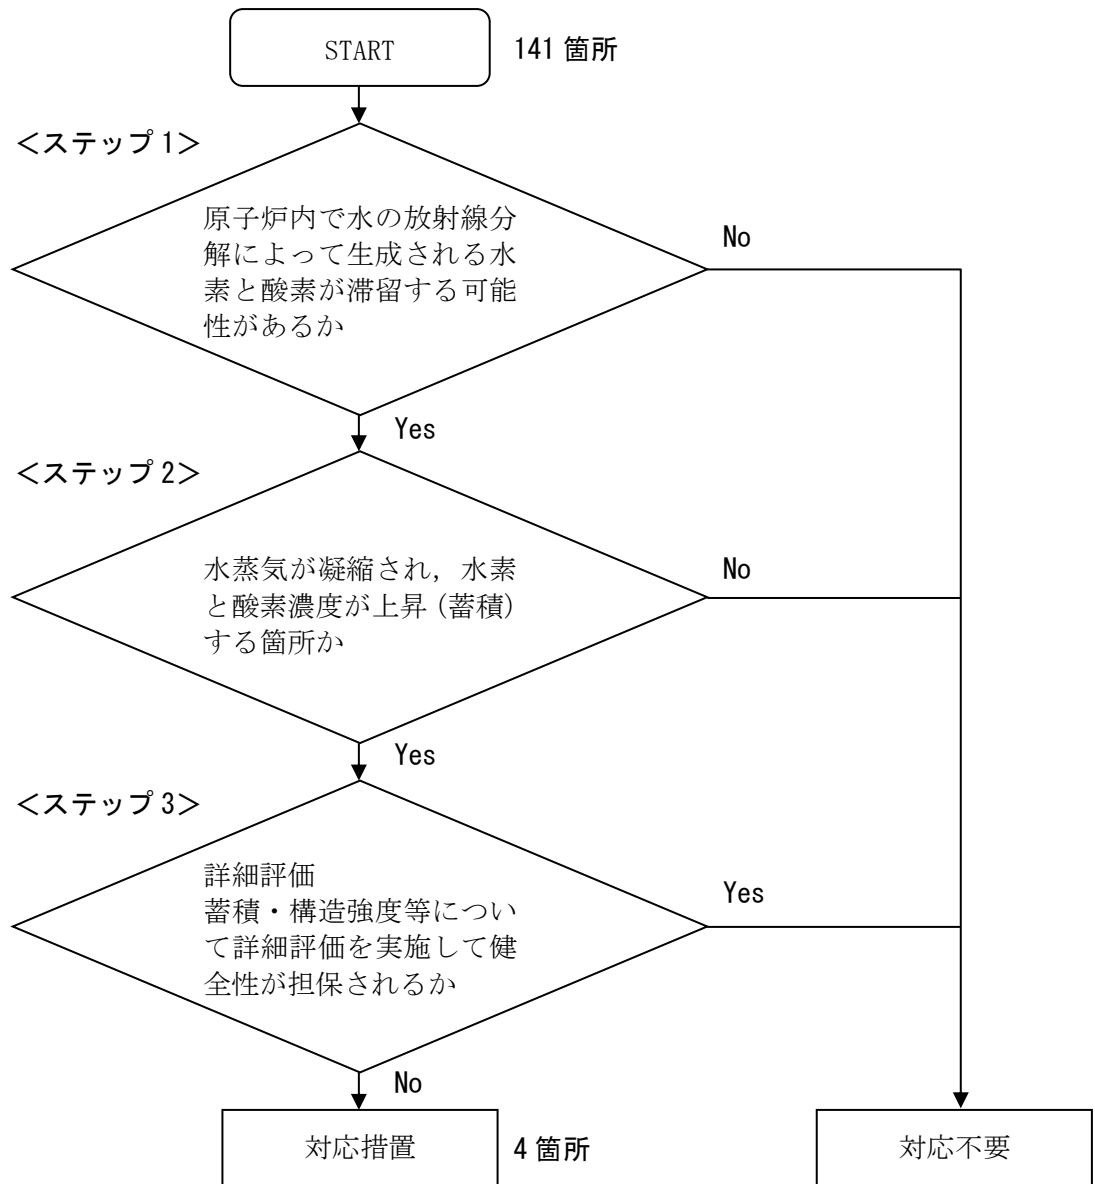 START
141 箇所
＜ステップ 1＞
原子炉内で水の放射線分
解によって生成される水
素と酸素が滞留する可能
性があるか
No
Yes
＜ステップ 2＞
水蒸気が凝縮され，水素
と酸素濃度が上昇（蓄積）
する箇所か
No
Yes
＜ステップ 3＞
詳細評価
蓄積・構造強度等につい
て詳細評価を実施して健
全性が担保されるか
Yes
No
対応措置
4 箇所
対応不要